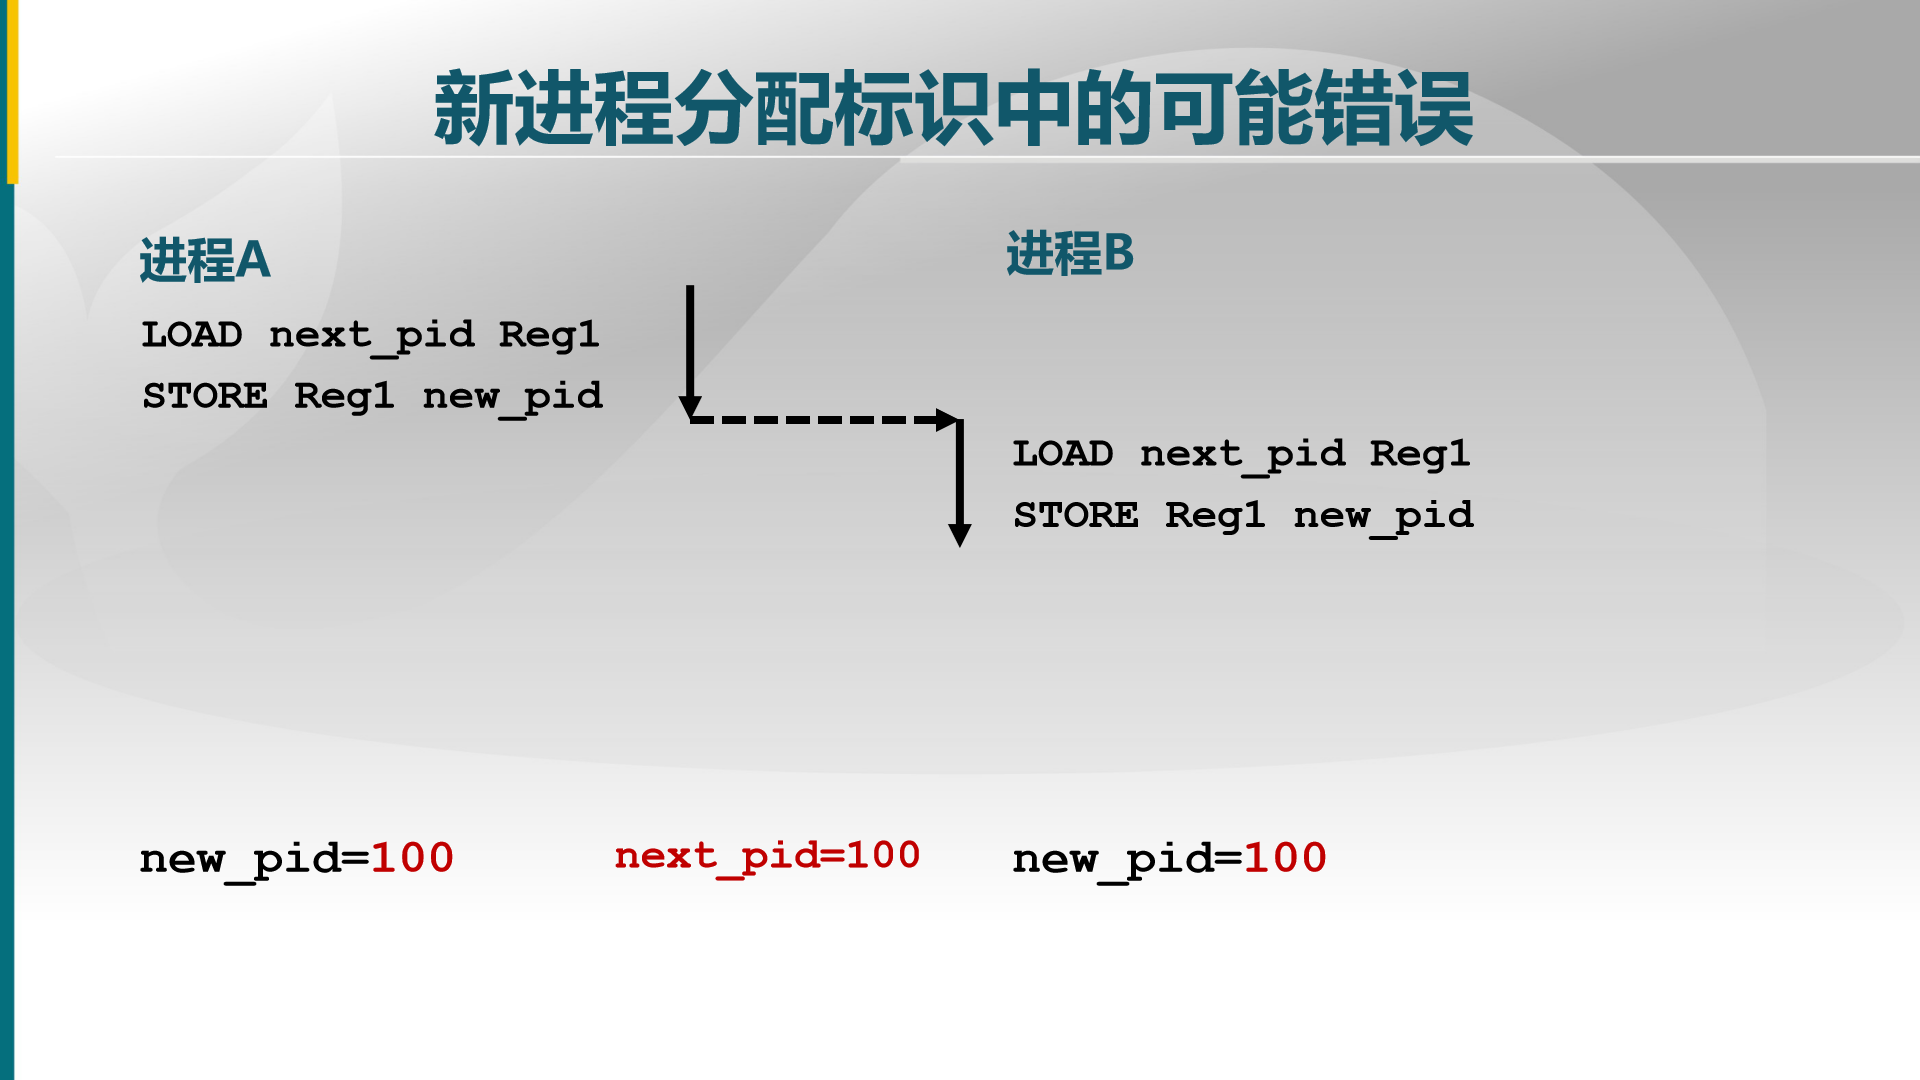 新进程分配标识中的可能错误
进程A
LOAD next_pid Reg1
STORE Reg1 new_pid
进程B
LOAD next_pid Reg1
STORE Reg1 new_pid
new_pid=100
next_pid=100
new_pid=100